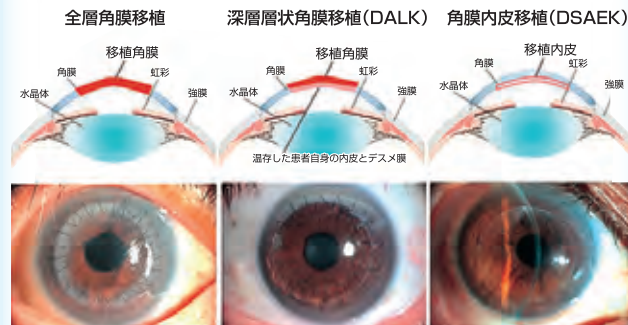 全層角膜移植
移植角膜
角膜
虹彩
水晶体
強膜
深層層状角膜移植(DALK)
移植角膜
角膜
虹彩
水晶体
強膜
温存した患者自身の内皮とデスメ膜
角膜内皮移植(DSAEK)
移植内皮
角膜
虹彩
水晶体
強膜